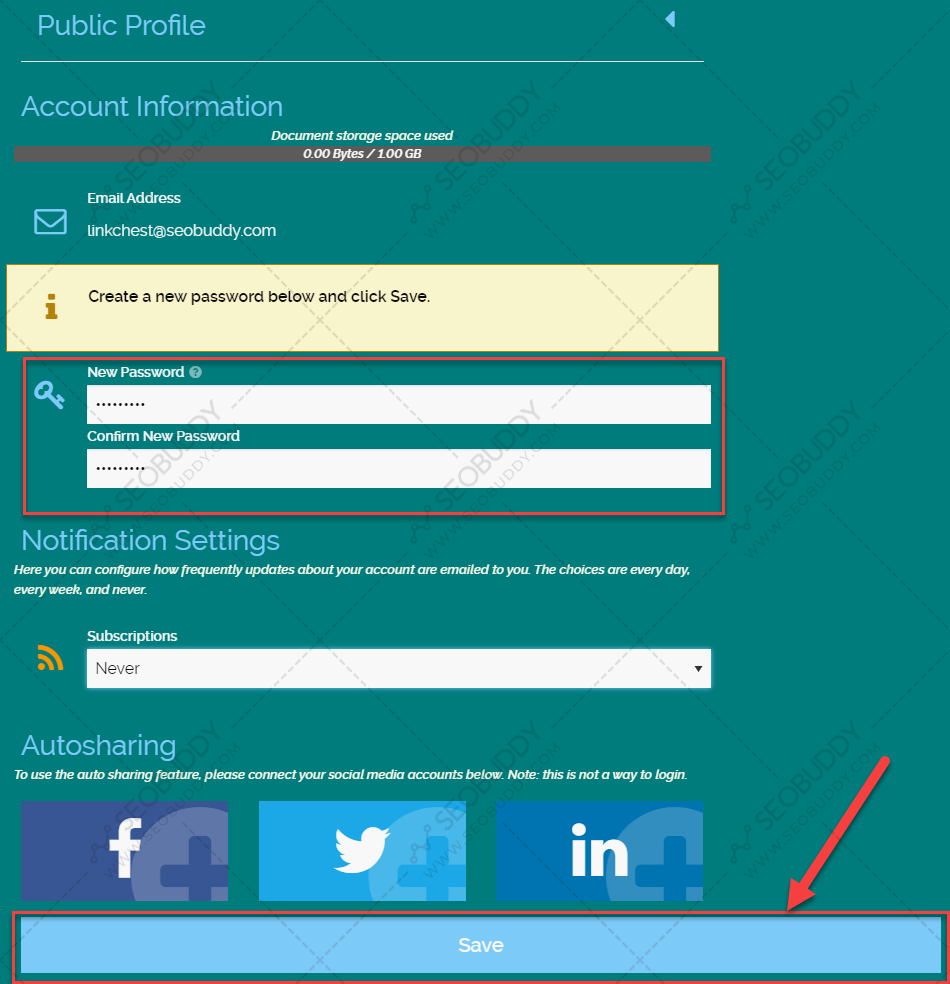 Public Profile
Account Information
Document storage space used
0.00 Bytes / 1.00 GB
Email Address
linkchest@seobuddy.com
Create a new password below and click Save.
New Password ?
•••••••••
Confirm New Password
•••••••••
Notification Settings
Here you can configure how frequently updates about your account are emailed to you. The choices are every day,
every week, and never.
Subscriptions
Never
Autosharing
To use the auto sharing feature, please connect your social media accounts below. Note: this is not a way to login.
f
in
Save
SEOBUDDY
WWW.SEOBUDDY.COM